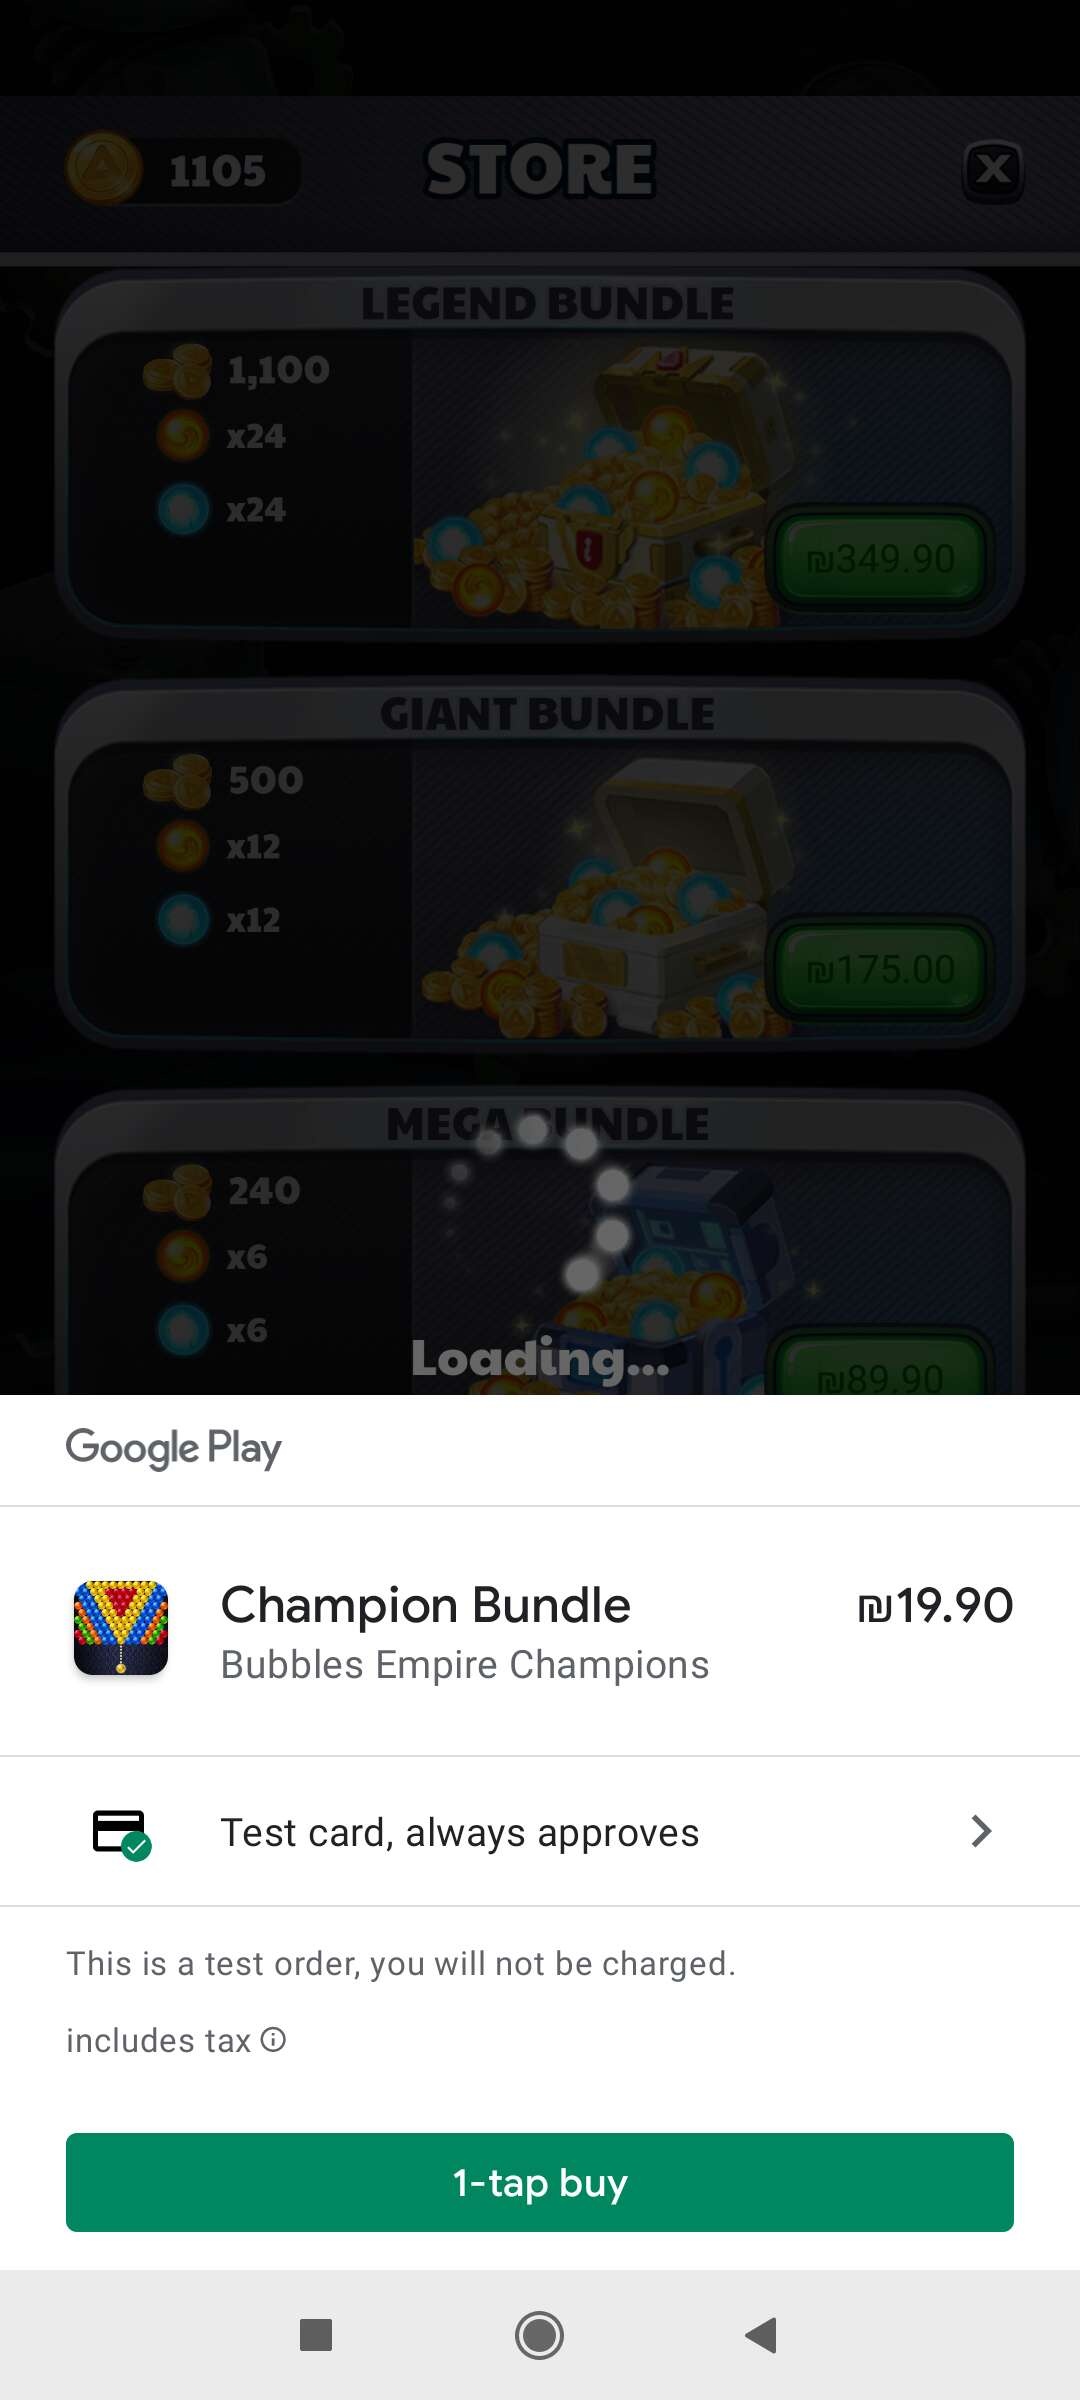 1105
STORE
X
LEGEND BUNDLE
1,100
x24
x24
₪349.90
GIANT BUNDLE
500
x12
x12
₪175.00
MEGA BUNDLE
240
x6
x6
₪89.90
Loading...
Google Play
Champion Bundle
₪19.90
Bubbles Empire Champions
Test card, always approves
This is a test order, you will not be charged.
includes tax
1-tap buy